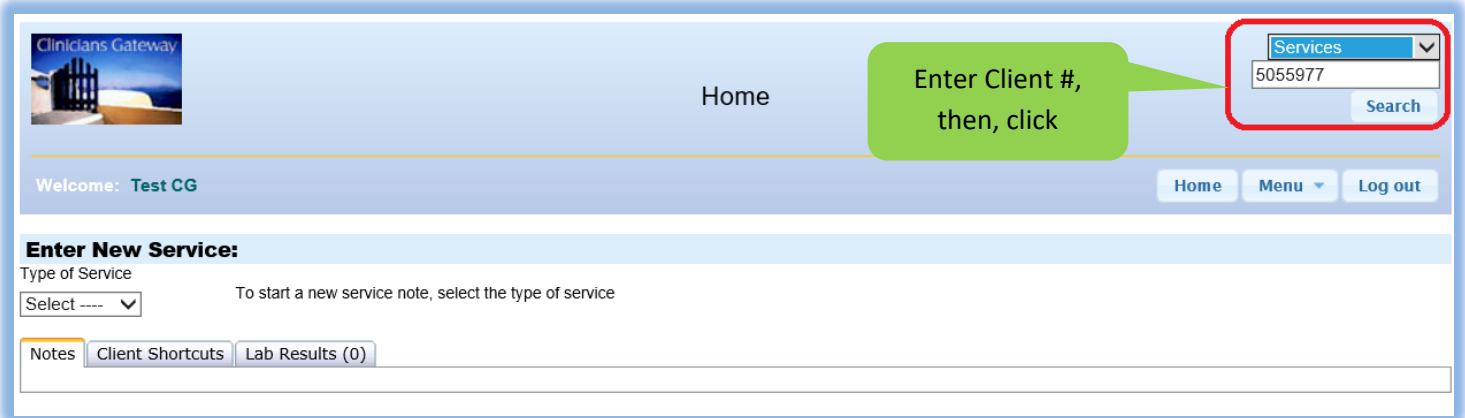 Clinicians Gateway
Home
Enter Client #,
then, click
Services
5055977
Search
Welcome: Test CG
Home Menu Log out
Enter New Service:
Type of Service
Select ----
To start a new service note, select the type of service
Notes Client Shortcuts Lab Results (0)